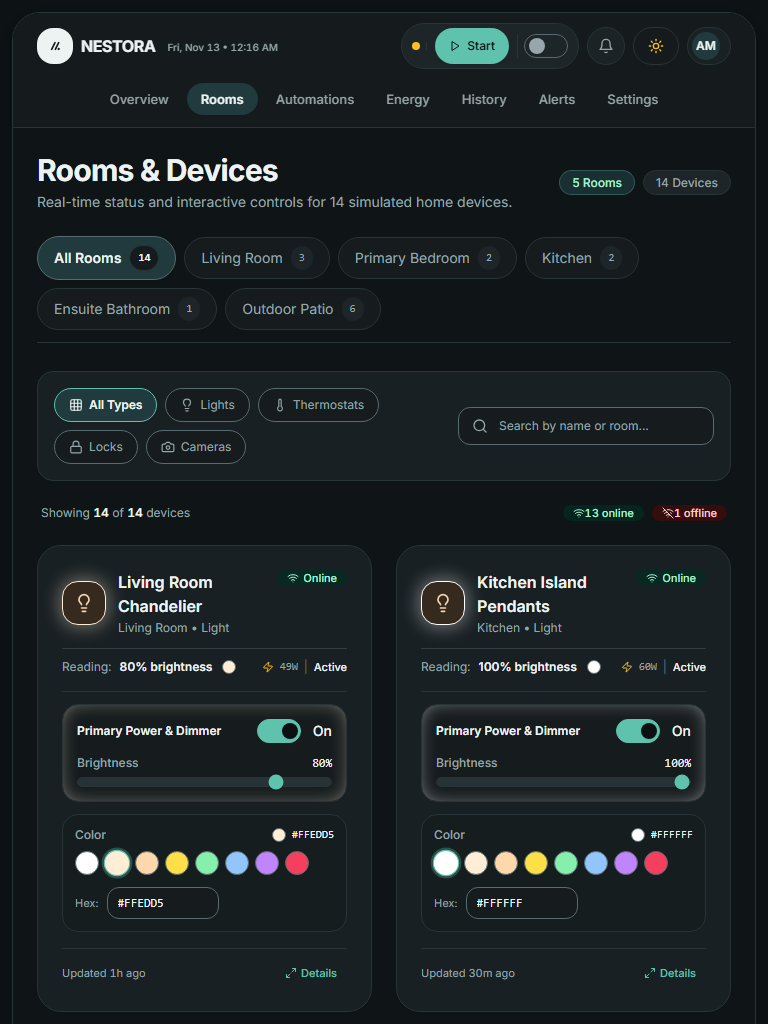 NESTORA Fri, Nov 13 • 12:16 AM Start AM
Overview Rooms Automations Energy History Alerts Settings
Rooms & Devices
Real-time status and interactive controls for 14 simulated home devices.
5 Rooms 14 Devices
All Rooms 14 Living Room 3 Primary Bedroom 2 Kitchen 2
Ensuite Bathroom 1 Outdoor Patio 6
All Types Lights Thermostats
Locks Cameras
Search by name or room...
Showing 14 of 14 devices 13 online 1 offline
Living Room
Chandelier
Online
Living Room • Light
Reading: 80% brightness 49W Active
Primary Power & Dimmer On
Brightness 80%
Color #FFEDD5
Hex: #FFEDD5
Updated 1h ago Details
Kitchen Island
Pendants
Online
Kitchen • Light
Reading: 100% brightness 60W Active
Primary Power & Dimmer On
Brightness 100%
Color #FFFFFF
Hex: #FFFFFF
Updated 30m ago Details